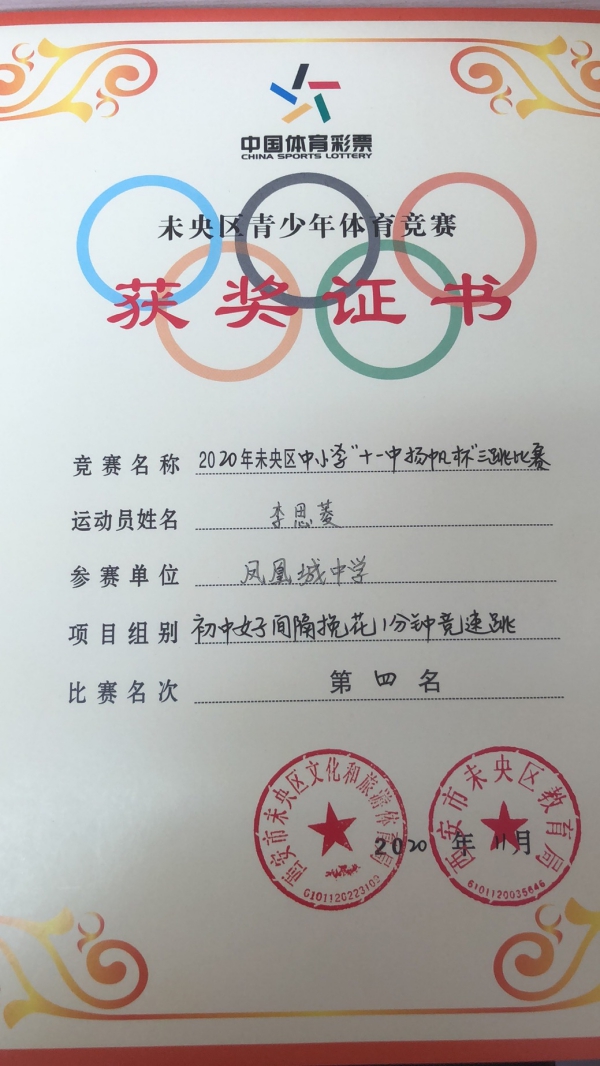 中国体育彩票
CHINA SPORTS LOTTERY
未央区青少年体育竞赛
获奖证书
竞赛名称 2020年未央区中小学"十一中扬帆杯"三跳比赛
运动员姓名 李思菱
参赛单位 凤凰城中学
项目组别 初中女子间隔挽花1分钟竞速跳
比赛名次 第四名
西安市未央区文化和旅游体育局
6101120223102
西安市未央区教育局
6101120035646
2020年11月